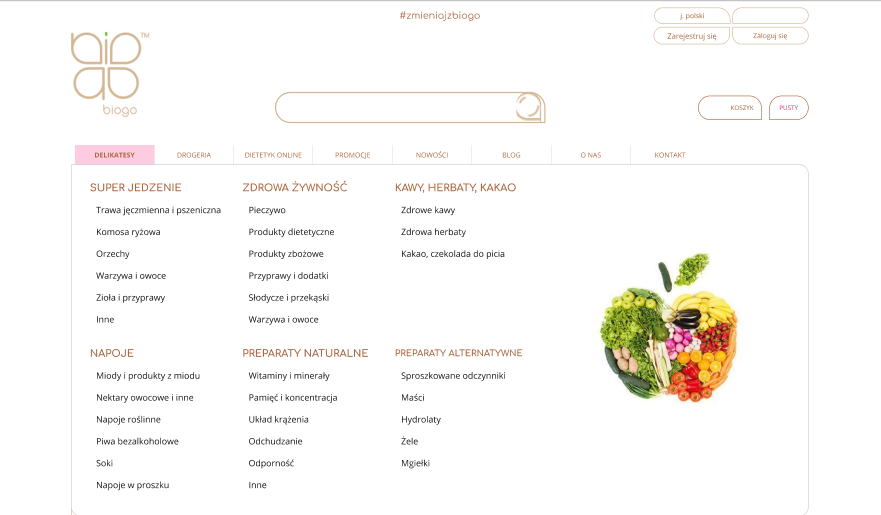 #zmieniajzbiogo
j. polski
Zarejestruj się
Zaloguj się
TM
biogo
KOSZYK
PUSTY
DELIKATESY
DROGERIA
DIETETYK ONLINE
PROMOCJE
NOWOŚCI
BLOG
O NAS
KONTAKT
SUPER JEDZENIE
Trawa jęczmienna i pszeniczna
Komosa ryżowa
Orzechy
Warzywa i owoce
Zioła i przyprawy
Inne
ZDROWA ŻYWNOŚĆ
Pieczywo
Produkty dietetyczne
Produkty zbożowe
Przyprawy i dodatki
Słodycze i przekąski
Warzywa i owoce
KAWY, HERBATY, KAKAO
Zdrowe kawy
Zdrowa herbaty
Kakao, czekolada do picia
NAPOJE
Miody i produkty z miodu
Nektary owocowe i inne
Napoje roślinne
Piwa bezalkoholowe
Soki
Napoje w proszku
PREPARATY NATURALNE
Witaminy i minerały
Pamięć i koncentracja
Układ krążenia
Odchudzanie
Odporność
Inne
PREPARATY ALTERNATYWNE
Sproszkowane odczynniki
Maści
Hydrolaty
Żele
Mgiełki